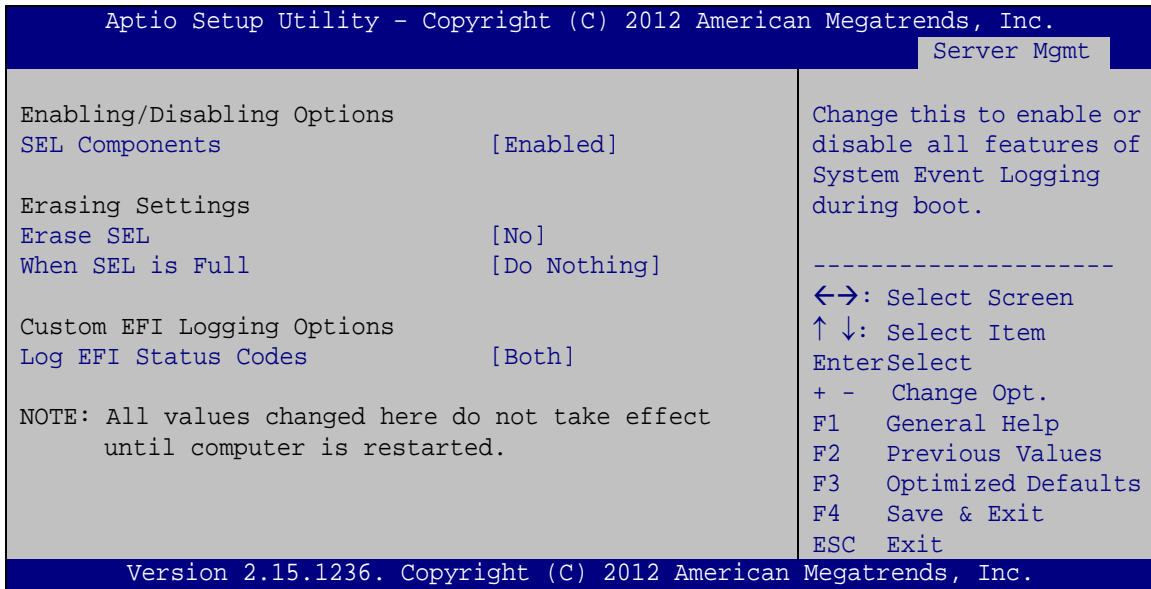 Aptio Setup Utility – Copyright (C) 2012 American Megatrends, Inc.
Server Mgmt
Enabling/Disabling Options
SEL Components [Enabled]
Erasing Settings
Erase SEL [No]
When SEL is Full [Do Nothing]
Custom EFI Logging Options
Log EFI Status Codes [Both]
NOTE: All values changed here do not take effect
until computer is restarted.
Change this to enable or
disable all features of
System Event Logging
during boot.
---------------------
←→: Select Screen
↑ ↓: Select Item
EnterSelect
+ - Change Opt.
F1 General Help
F2 Previous Values
F3 Optimized Defaults
F4 Save & Exit
ESC Exit
Version 2.15.1236. Copyright (C) 2012 American Megatrends, Inc.